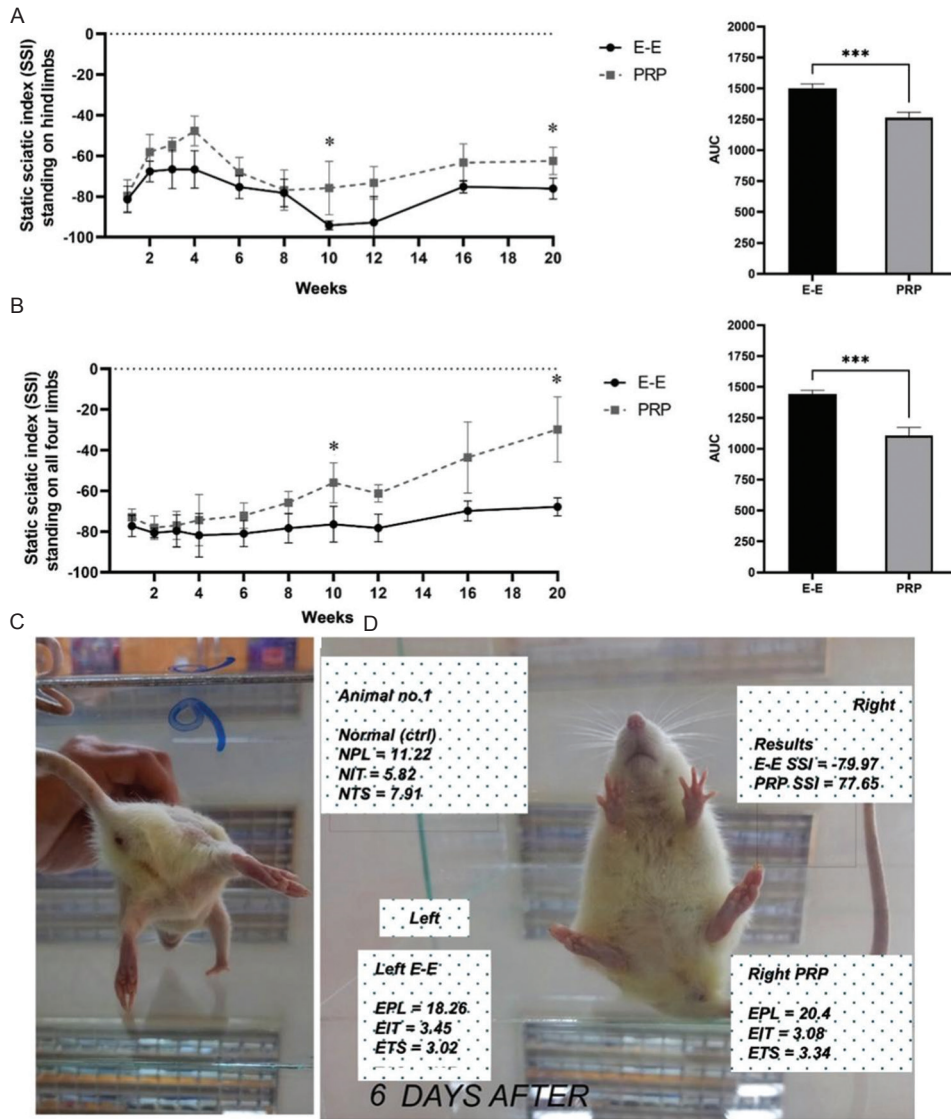 A
Static sciatic index (SSI)
standing on hind limbs
0
-20
-40
-60
-80
-100
2 4 6 8 10 12 14 16 18 20
Weeks
* *
E-E
PRP
AUC
2000
1750
1500
1250
1000
750
500
250
0
***
E-E PRP
B
Static sciatic index (SSI)
standing on all four limbs
0
-20
-40
-60
-80
-100
2 4 6 8 10 12 14 16 18 20
Weeks
* *
E-E
PRP
AUC
2000
1750
1500
1250
1000
750
500
250
0
***
E-E PRP
C
D
Animal no.1
Normal (ctrl)
NPL = 11.22
NIT = 5.82
NTS = 7.91
Right
Results
E-E SSI = -79.97
PRP SSI = 77.65
Left
Left E-E
EPL = 18.26
EIT = 3.45
ETS = 3.02
Right PRP
EPL = 20.4
EIT = 3.08
ETS = 3.34
6 DAYS AFTER